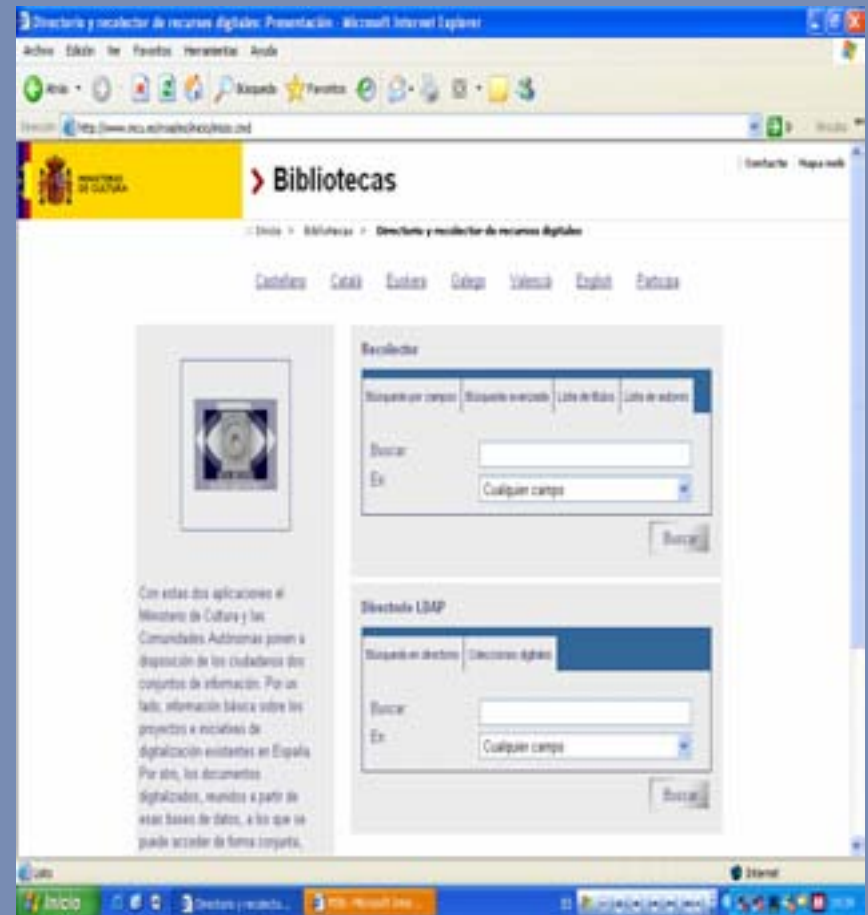 Directorio y recolector de recursos digitales: Presentación - Microsoft Internet Explorer
Archivo Edición Ver Favoritos Herramientas Ayuda
Atrás Búsqueda Favoritos
MINISTERIO DE CULTURA
Bibliotecas
Contacto Mapa web
Inicio > Bibliotecas > Directorio y recolector de recursos digitales
Castellano Català Euskera Galego Valencià English Participa
Recolector
Búsqueda por campos Búsqueda avanzada Lista de títulos Lista de autores
Buscar
En Cualquier campo
Buscar
Con estas dos aplicaciones el
Ministerio de Cultura y las
Comunidades Autónomas ponen a
disposición de los ciudadanos dos
conjuntos de información. Por un
lado, información básica sobre los
proyectos e iniciativas de
digitalización existentes en España.
Por otro, los documentos
digitalizados, reunidos a partir de
esas bases de datos, a los que se
puede acceder de forma conjunta,
Directorio LDAP
Búsqueda en directorio Colecciones digitales
Buscar
En Cualquier campo
Buscar
Listo Internet
Inicio Directorio y recolecto...